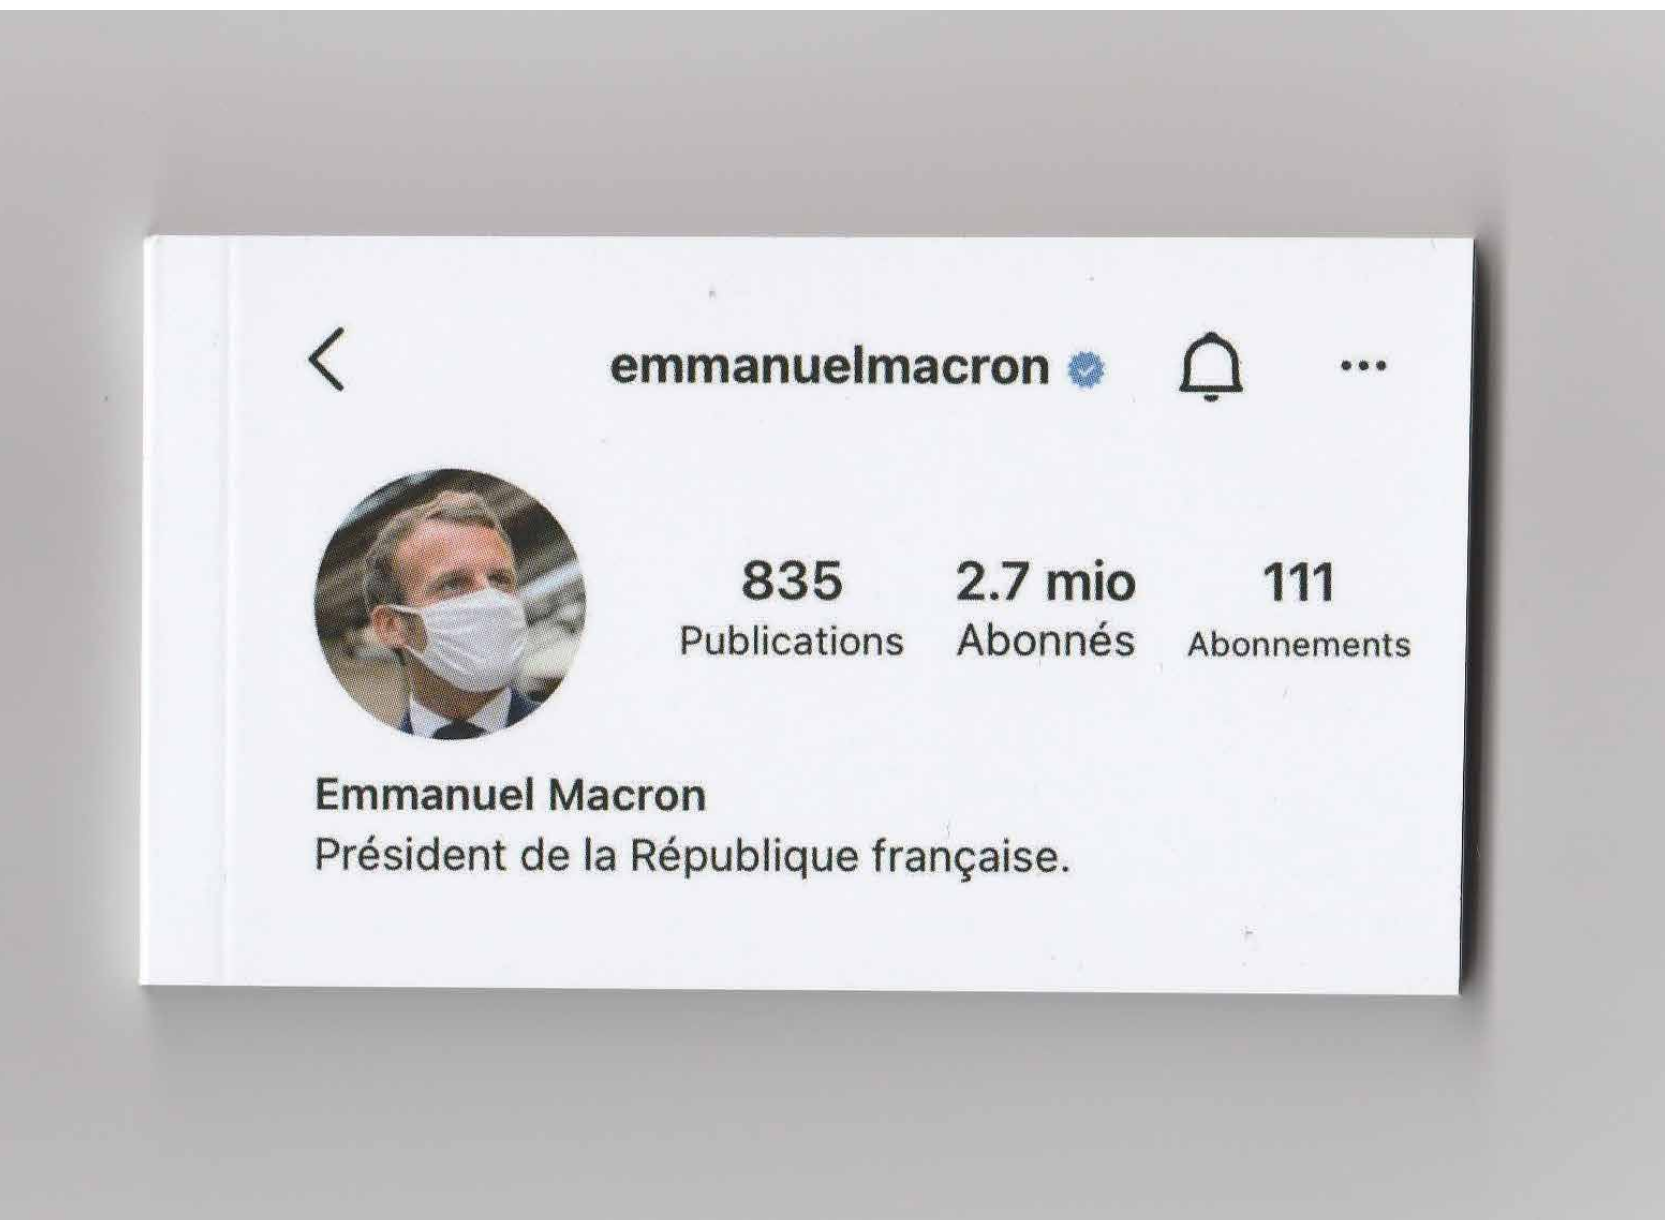 emmanuelmacron
835 2.7 mio 111
Publications Abonnés Abonnements
Emmanuel Macron
Président de la République française.